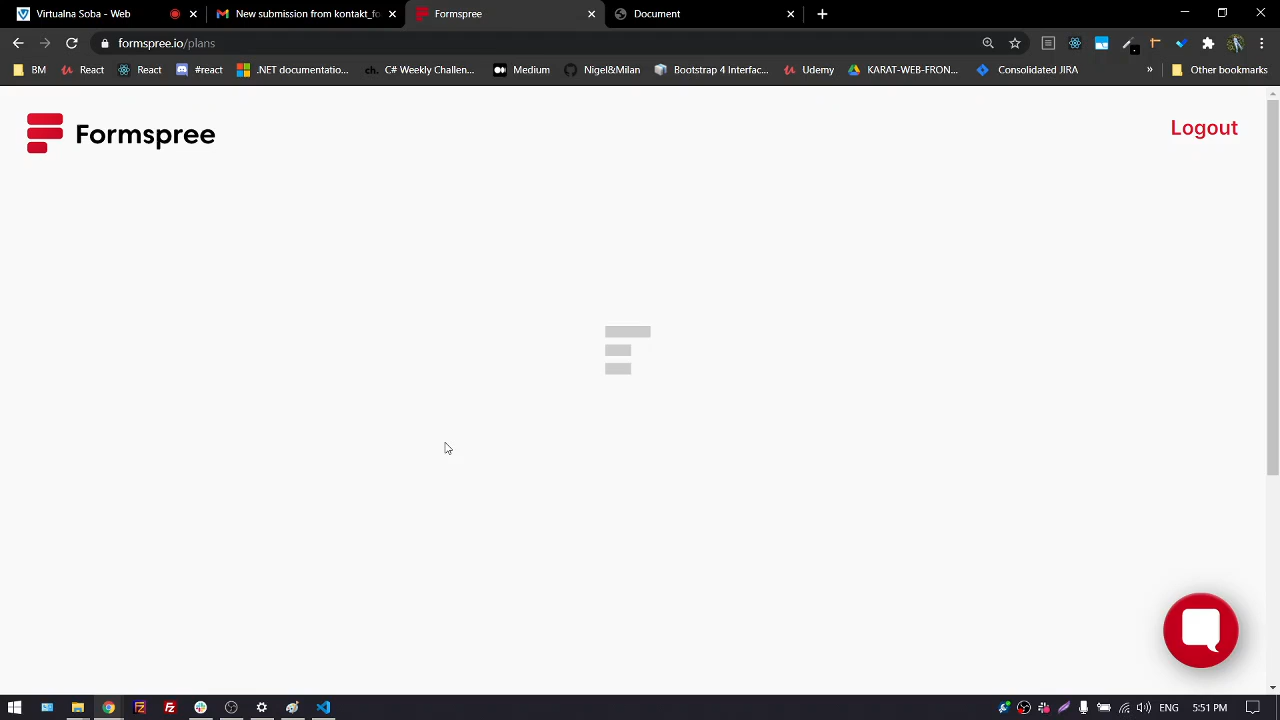 Virtualna Soba - Web
New submission from kontakt_fo
Formspree
Document
formspree.io/plans
BM
React
React
#react
.NET documentatio...
ch.
C# Weekly Challen...
Medium
Nigel&Milan
Bootstrap 4 Interfac...
Udemy
KARAT-WEB-FRON...
Consolidated JIRA
»
Other bookmarks
Formspree
Logout
ENG
5:51 PM